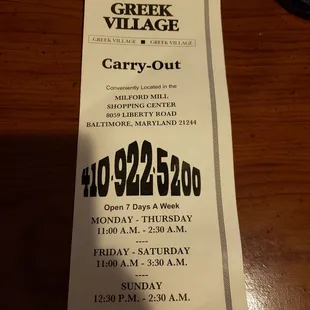 GREEK
VILLAGE
GREEK VILLAGE ■ GREEK VILLAGE
Carry-Out
Conveniently Located in the
MILFORD MILL
SHOPPING CENTER
8059 LIBERTY ROAD
BALTIMORE, MARYLAND 21244
410-922-5200
Open 7 Days A Week
MONDAY - THURSDAY
11:00 A.M. - 2:30 A.M.
----
FRIDAY - SATURDAY
11:00 A.M - 3:30 A.M.
----
SUNDAY
12:30 P.M. - 2:30 A.M.